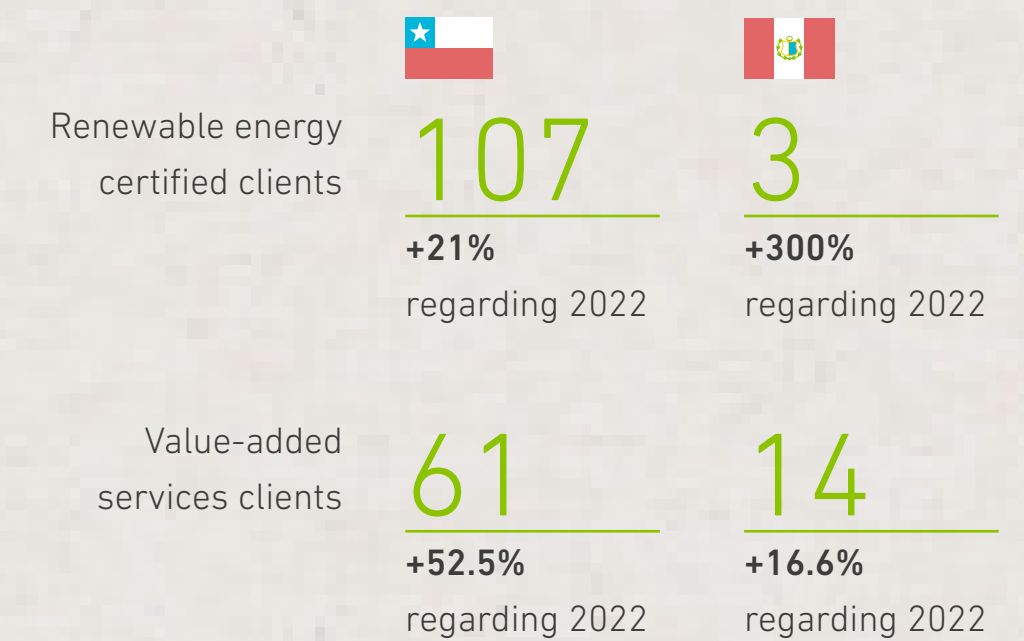 Renewable energy
certified clients
107
+21%
regarding 2022
3
+300%
regarding 2022
Value-added
services clients
61
+52.5%
regarding 2022
14
+16.6%
regarding 2022